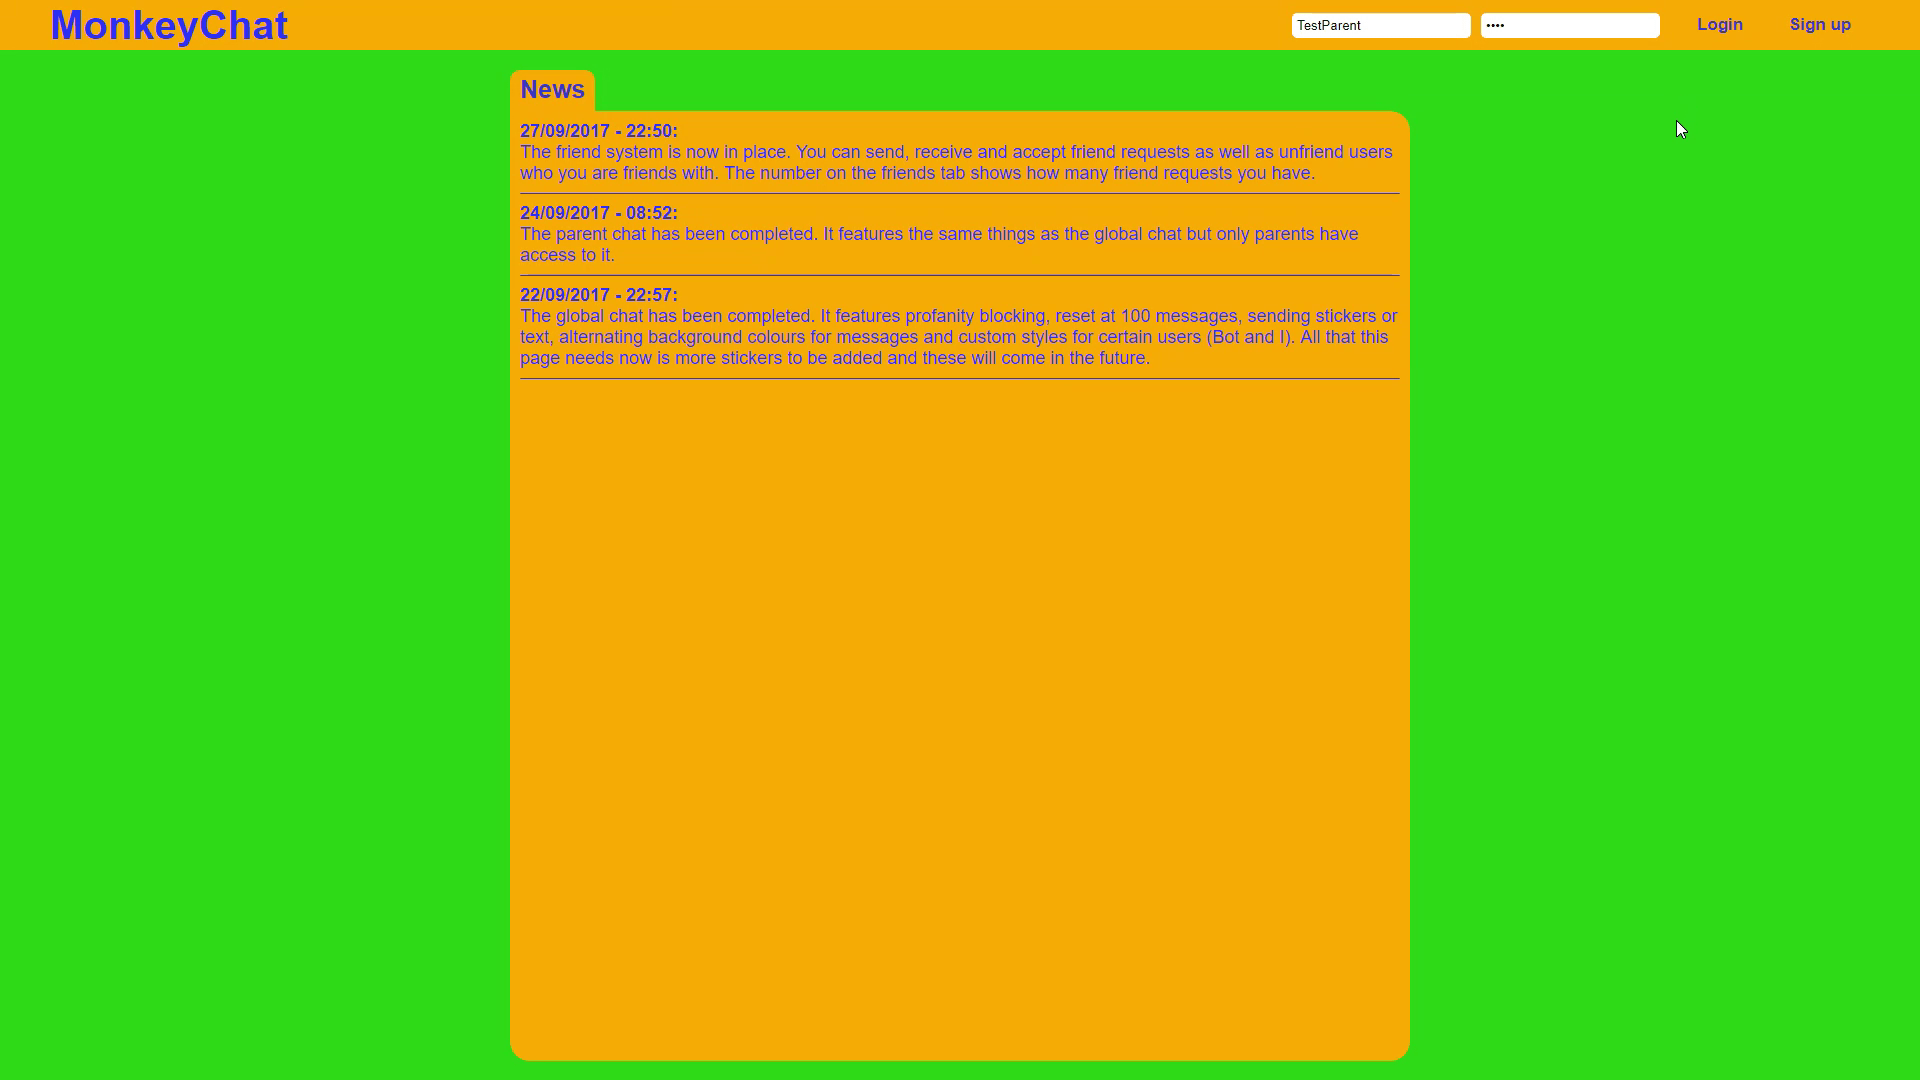 MonkeyChat
TestParent
••••
Login
Sign up
News
27/09/2017 - 22:50:
The friend system is now in place. You can send, receive and accept friend requests as well as unfriend users
who you are friends with. The number on the friends tab shows how many friend requests you have.
24/09/2017 - 08:52:
The parent chat has been completed. It features the same things as the global chat but only parents have
access to it.
22/09/2017 - 22:57:
The global chat has been completed. It features profanity blocking, reset at 100 messages, sending stickers or
text, alternating background colours for messages and custom styles for certain users (Bot and I). All that this
page needs now is more stickers to be added and these will come in the future.